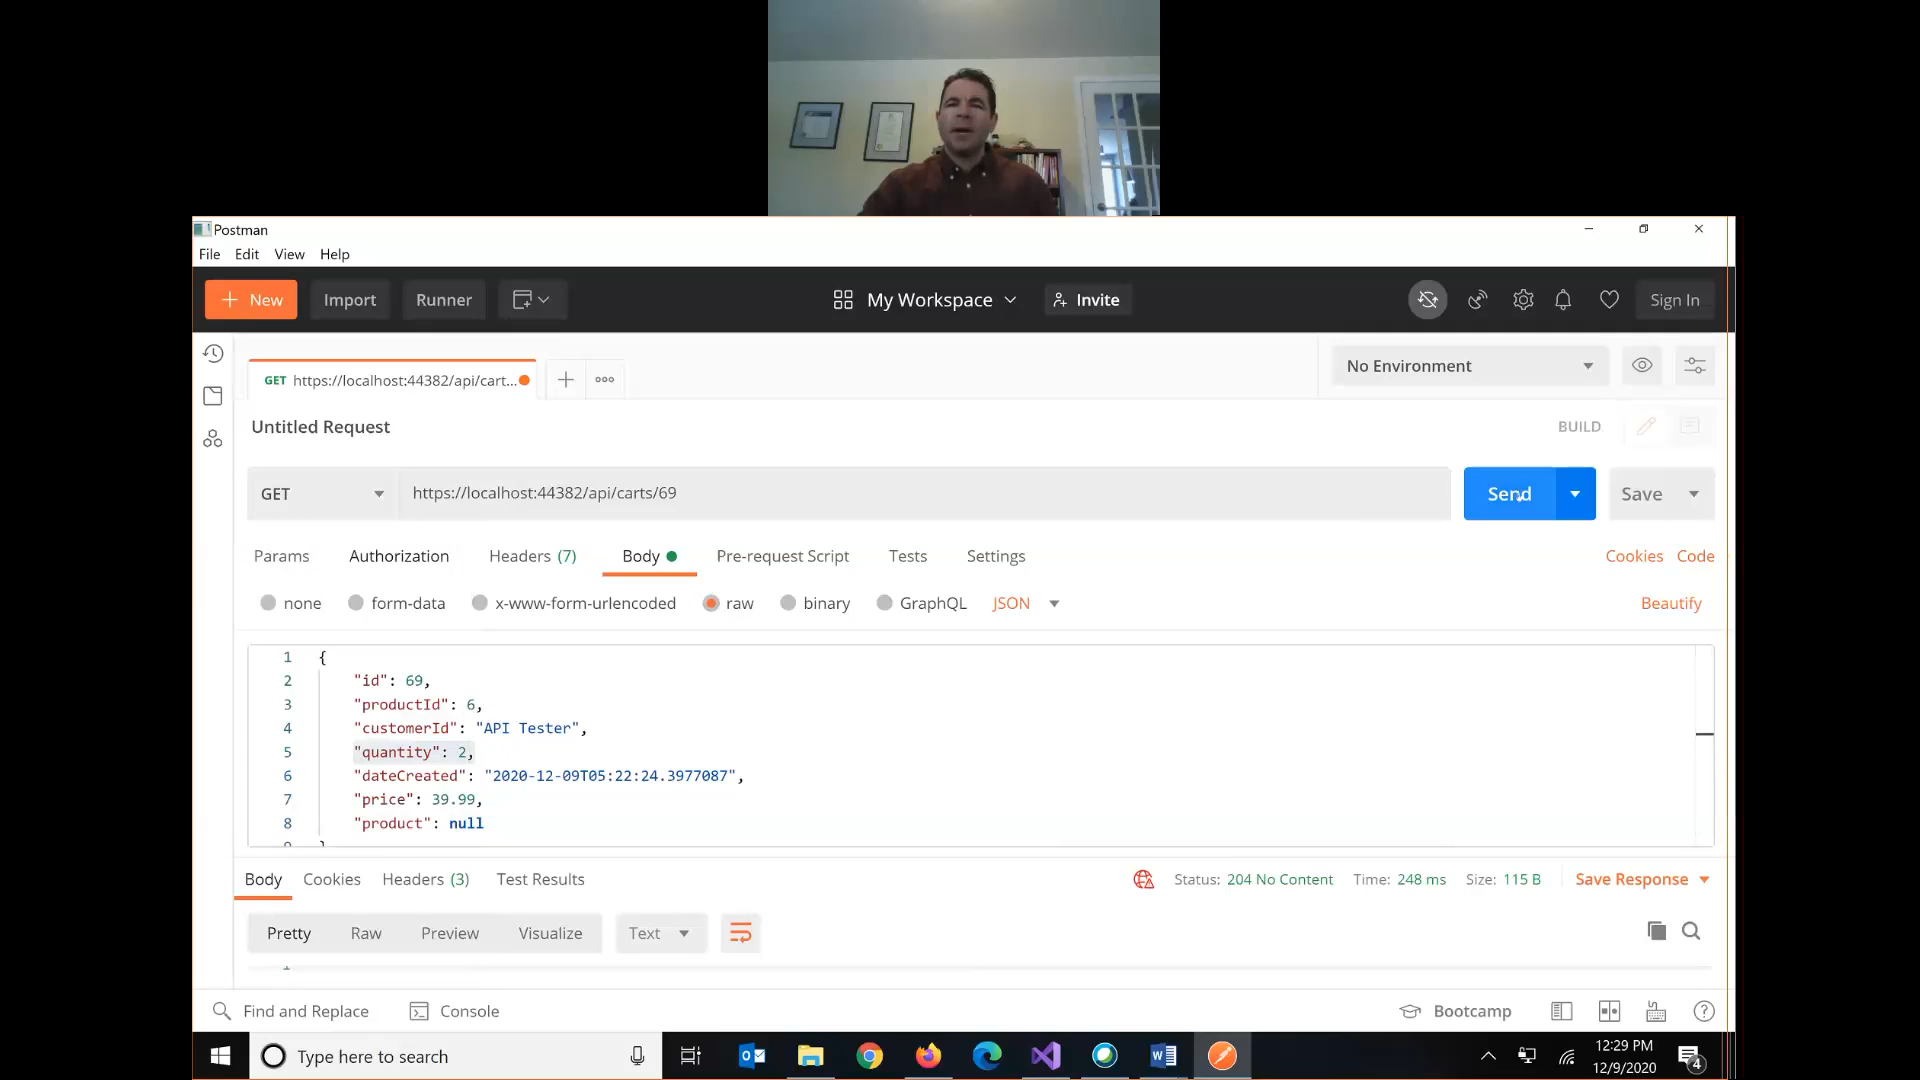 Postman
File Edit View Help
New Import Runner My Workspace Invite Sign In
GET https://localhost:44382/api/cart... No Environment
Untitled Request BUILD
GET https://localhost:44382/api/carts/69 Send Save
Params Authorization Headers (7) Body Pre-request Script Tests Settings Cookies Code
none form-data x-www-form-urlencoded raw binary GraphQL JSON Beautify
1 {
2 "id": 69,
3 "productId": 6,
4 "customerId": "API Tester",
5 "quantity": 2,
6 "dateCreated": "2020-12-09T05:22:24.3977087",
7 "price": 39.99,
8 "product": null
9 }
Body Cookies Headers (3) Test Results Status: 204 No Content Time: 248 ms Size: 115 B Save Response
Pretty Raw Preview Visualize Text
1
Find and Replace Console Bootcamp
Type here to search 12:29 PM
12/9/2020 4